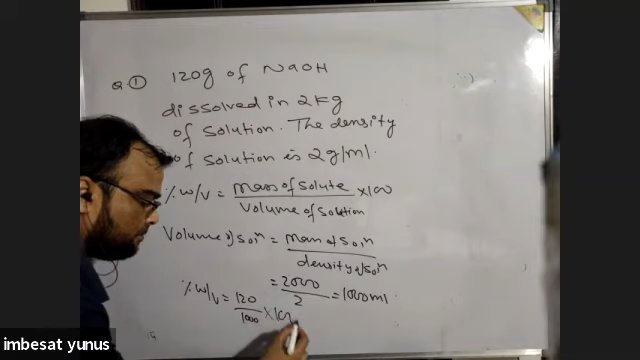 Q.① 120g of NaOH
dissolved in 2Kg
of solution. The density
of solution is 2g/ml.
% w/v = Mass of solute / Volume of solution × 100
Volume of solⁿ = Mass of solⁿ / density of solⁿ
= 2000 / 2 = 1000ml
% w/v = 120 / 1000 × 100
imbesat yunus